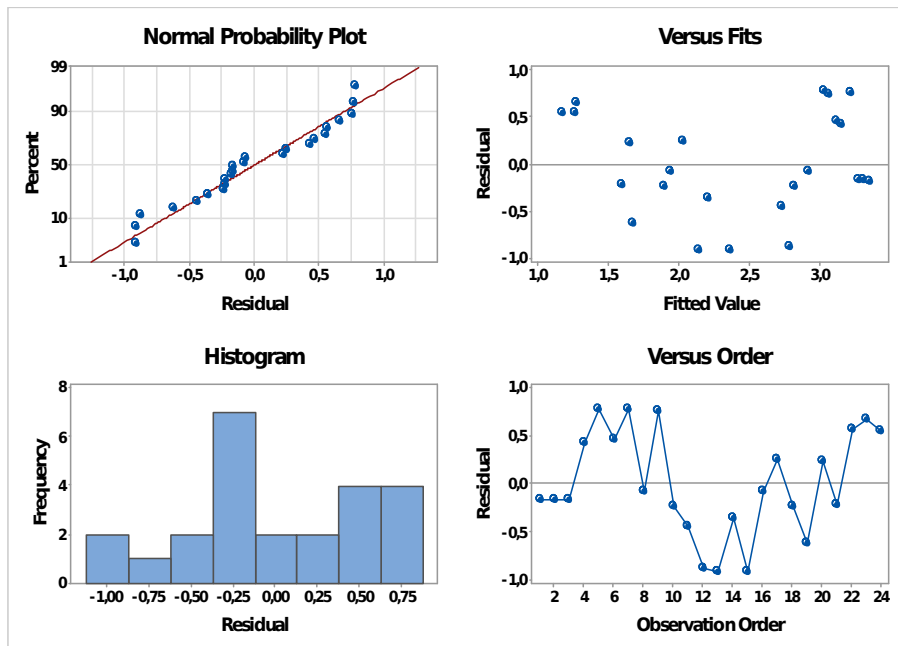 Normal Probability Plot
99
90
50
10
1
Percent
-1,0 -0,5 0,0 0,5 1,0
Residual
Versus Fits
1,0
0,5
0,0
-0,5
-1,0
Residual
1,0 2,0 3,0
Fitted Value
Histogram
8
6
4
2
0
Frequency
-1,00 -0,75 -0,50 -0,25 0,00 0,25 0,50 0,75
Residual
Versus Order
1,0
0,5
0,0
-0,5
-1,0
Residual
2 4 6 8 10 12 14 16 18 20 22 24
Observation Order